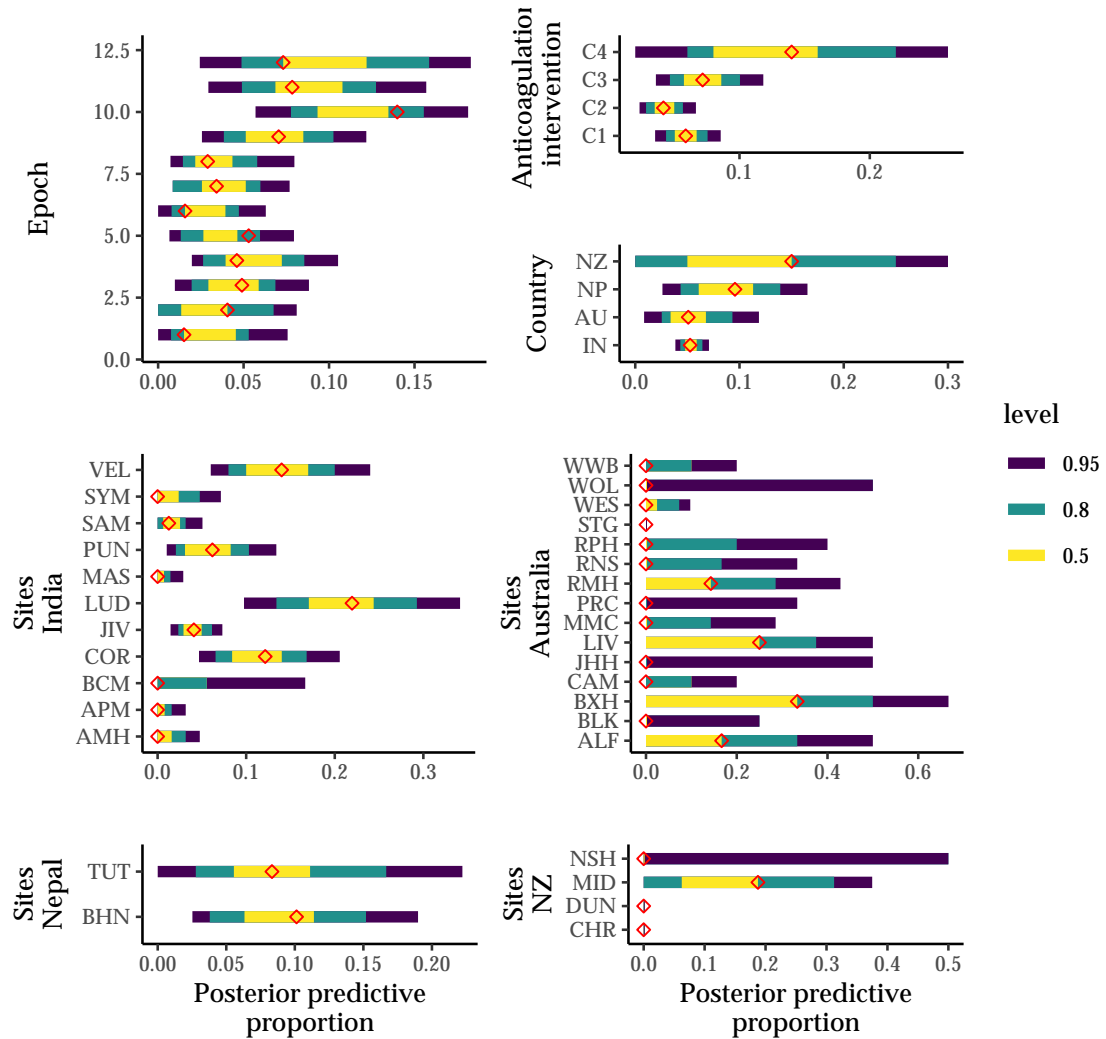 Epoch
12.5
10.0
7.5
5.0
2.5
0.0
0.00 0.05 0.10 0.15
Anticoagulation
intervention
C4
C3
C2
C1
0.1 0.2
Country
NZ
NP
AU
IN
0.0 0.1 0.2 0.3
Sites
India
VEL
SYM
SAM
PUN
MAS
LUD
JIV
COR
BCM
APM
AMH
0.0 0.1 0.2 0.3
Sites
Australia
WWB
WOL
WES
STG
RPH
RNS
RMH
PRC
MMC
LIV
JHH
CAM
BXH
BLK
ALF
0.0 0.2 0.4 0.6
level
0.95
0.8
0.5
Sites
Nepal
TUT
BHN
0.00 0.05 0.10 0.15 0.20
Posterior predictive
proportion
Sites
NZ
NSH
MID
DUN
CHR
0.0 0.1 0.2 0.3 0.4 0.5
Posterior predictive
proportion